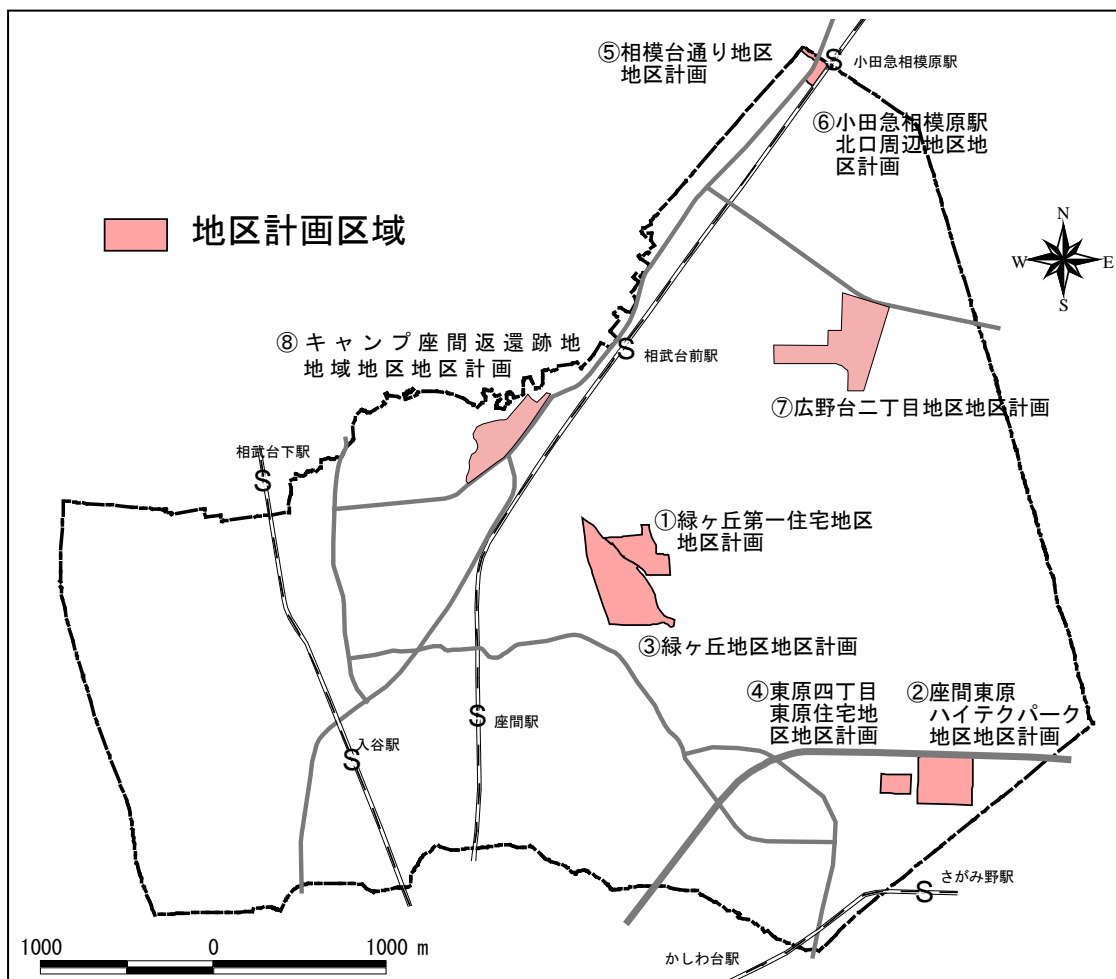 ⑤相模台通り地区
地区計画
小田急相模原駅
⑥小田急相模原駅
北口周辺地区地
区計画
地区計画区域
N
W
E
S
⑧キャンプ座間返還跡地
地域地区地区計画
相武台前駅
⑦広野台二丁目地区地区計画
相武台下駅
①緑ヶ丘第一住宅地区
地区計画
③緑ヶ丘地区地区計画
④東原四丁目
東原住宅地
区地区計画
②座間東原
ハイテクパーク
地区地区計画
座間駅
入谷駅
さがみ野駅
かしわ台駅
1000 0 1000 m
S
S
S
S
S
S